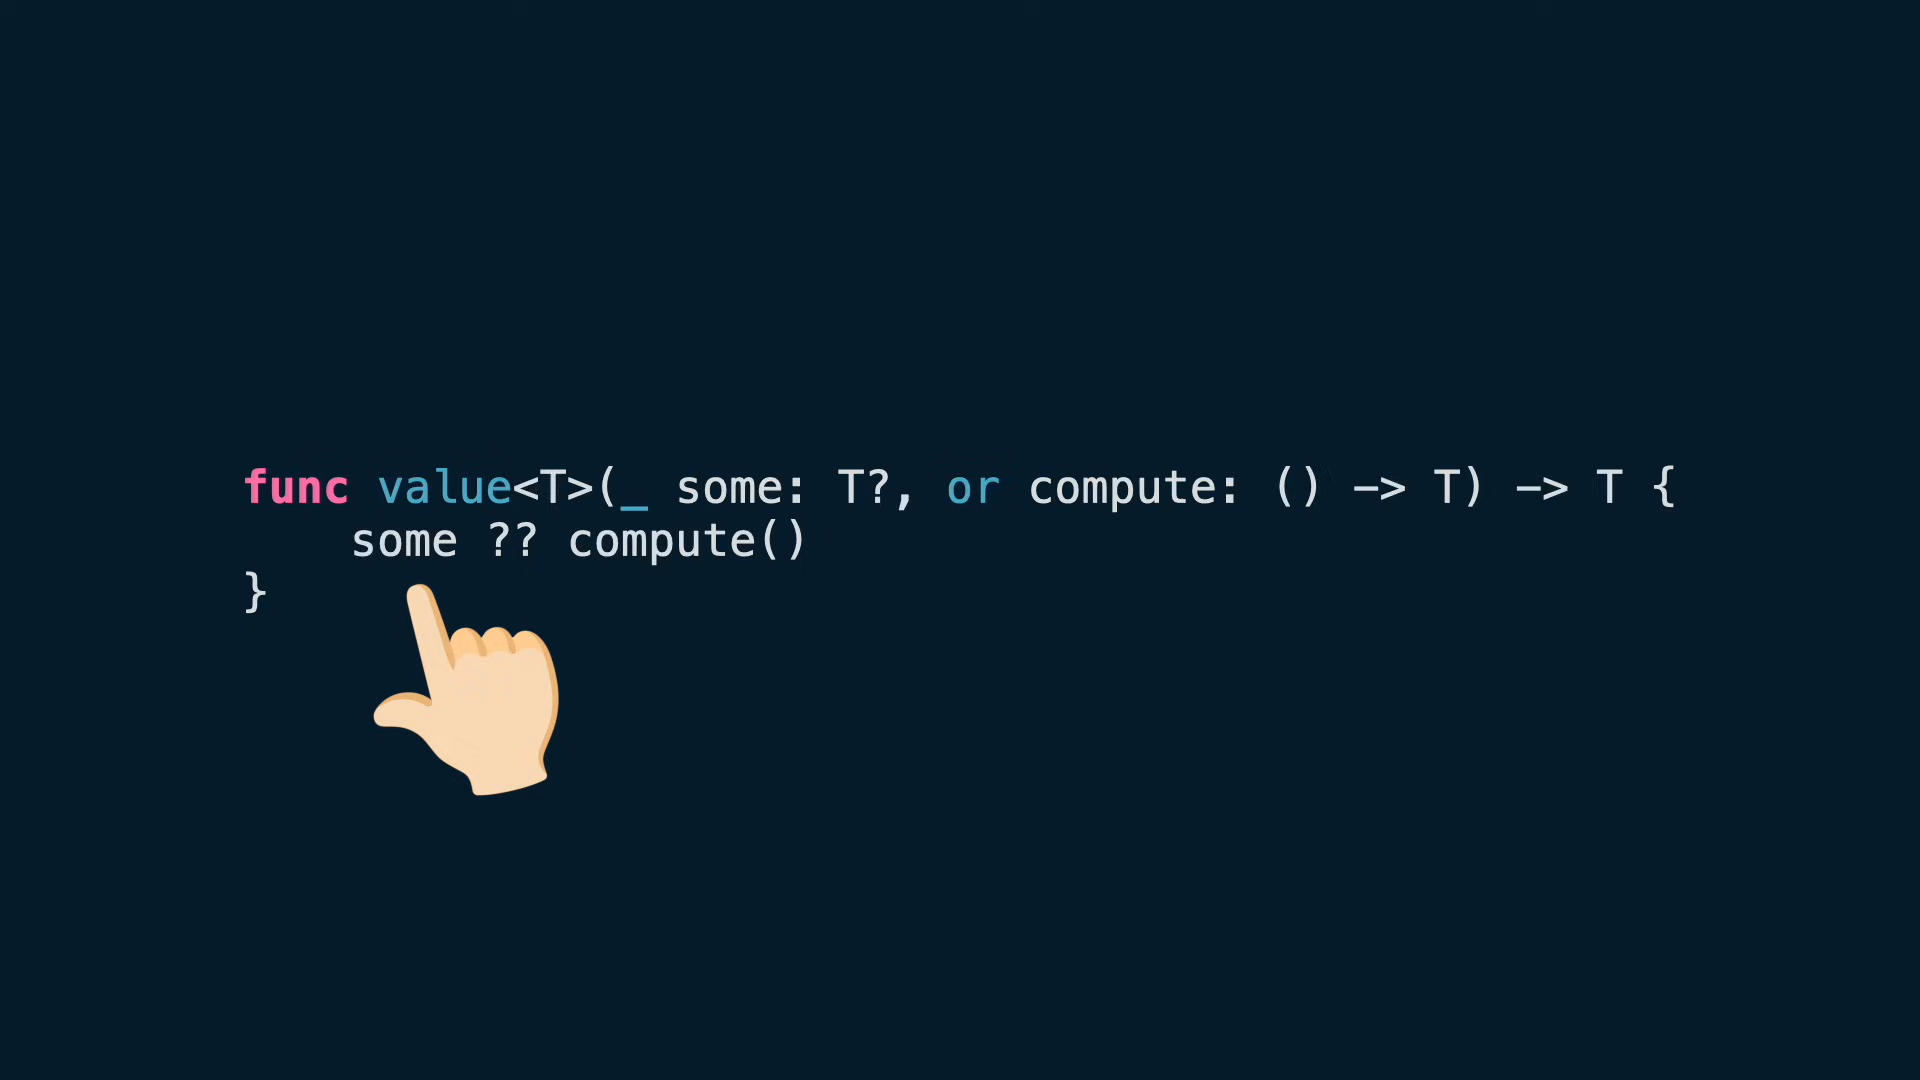 func value<T>(_ some: T?, or compute: () -> T) -> T {
    some ?? compute()
}